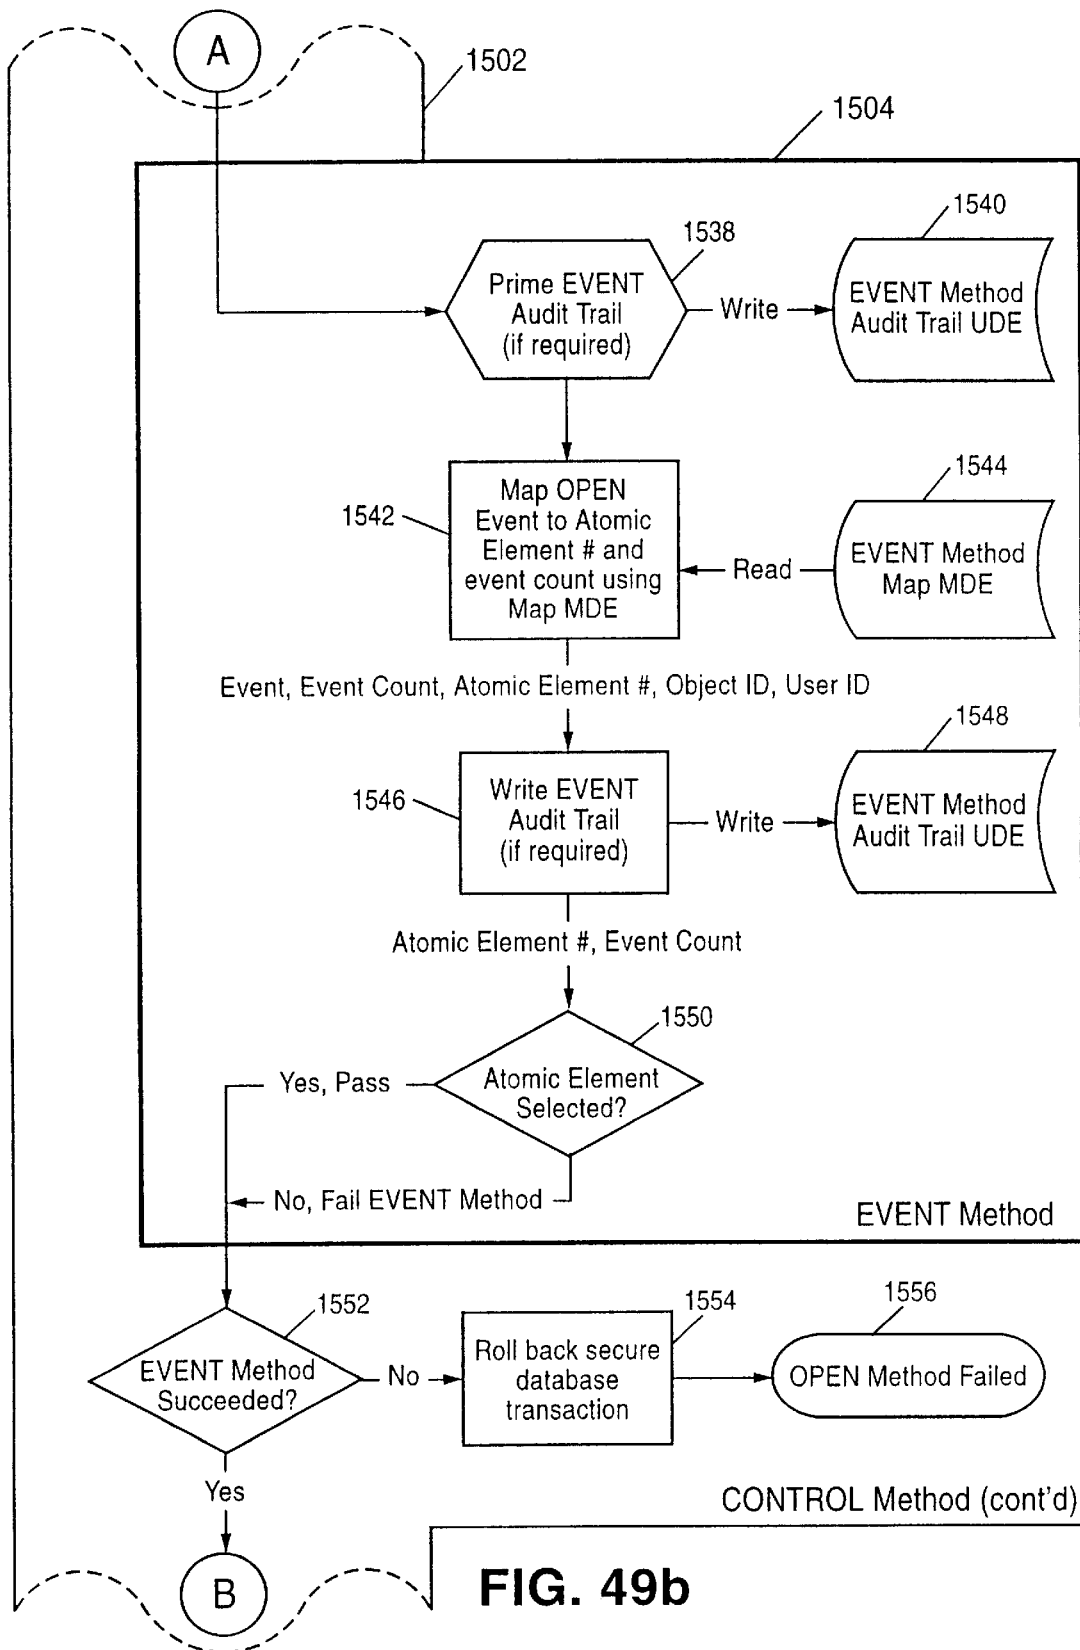 A
1502
1504
1540
1538
Prime EVENT
Audit Trail
(if required)
Write
EVENT Method
Audit Trail UDE
1544
1542
Map OPEN
Event to Atomic
Element # and
event count using
Map MDE
Read
EVENT Method
Map MDE
Event, Event Count, Atomic Element #, Object ID, User ID
1548
1546
Write EVENT
Audit Trail
(if required)
Write
EVENT Method
Audit Trail UDE
Atomic Element #, Event Count
1550
Yes, Pass
Atomic Element
Selected?
No, Fail EVENT Method
EVENT Method
1552
1554
1556
EVENT Method
Succeeded?
No
Roll back secure
database
transaction
OPEN Method Failed
Yes
CONTROL Method (cont'd)
B
FIG. 49b